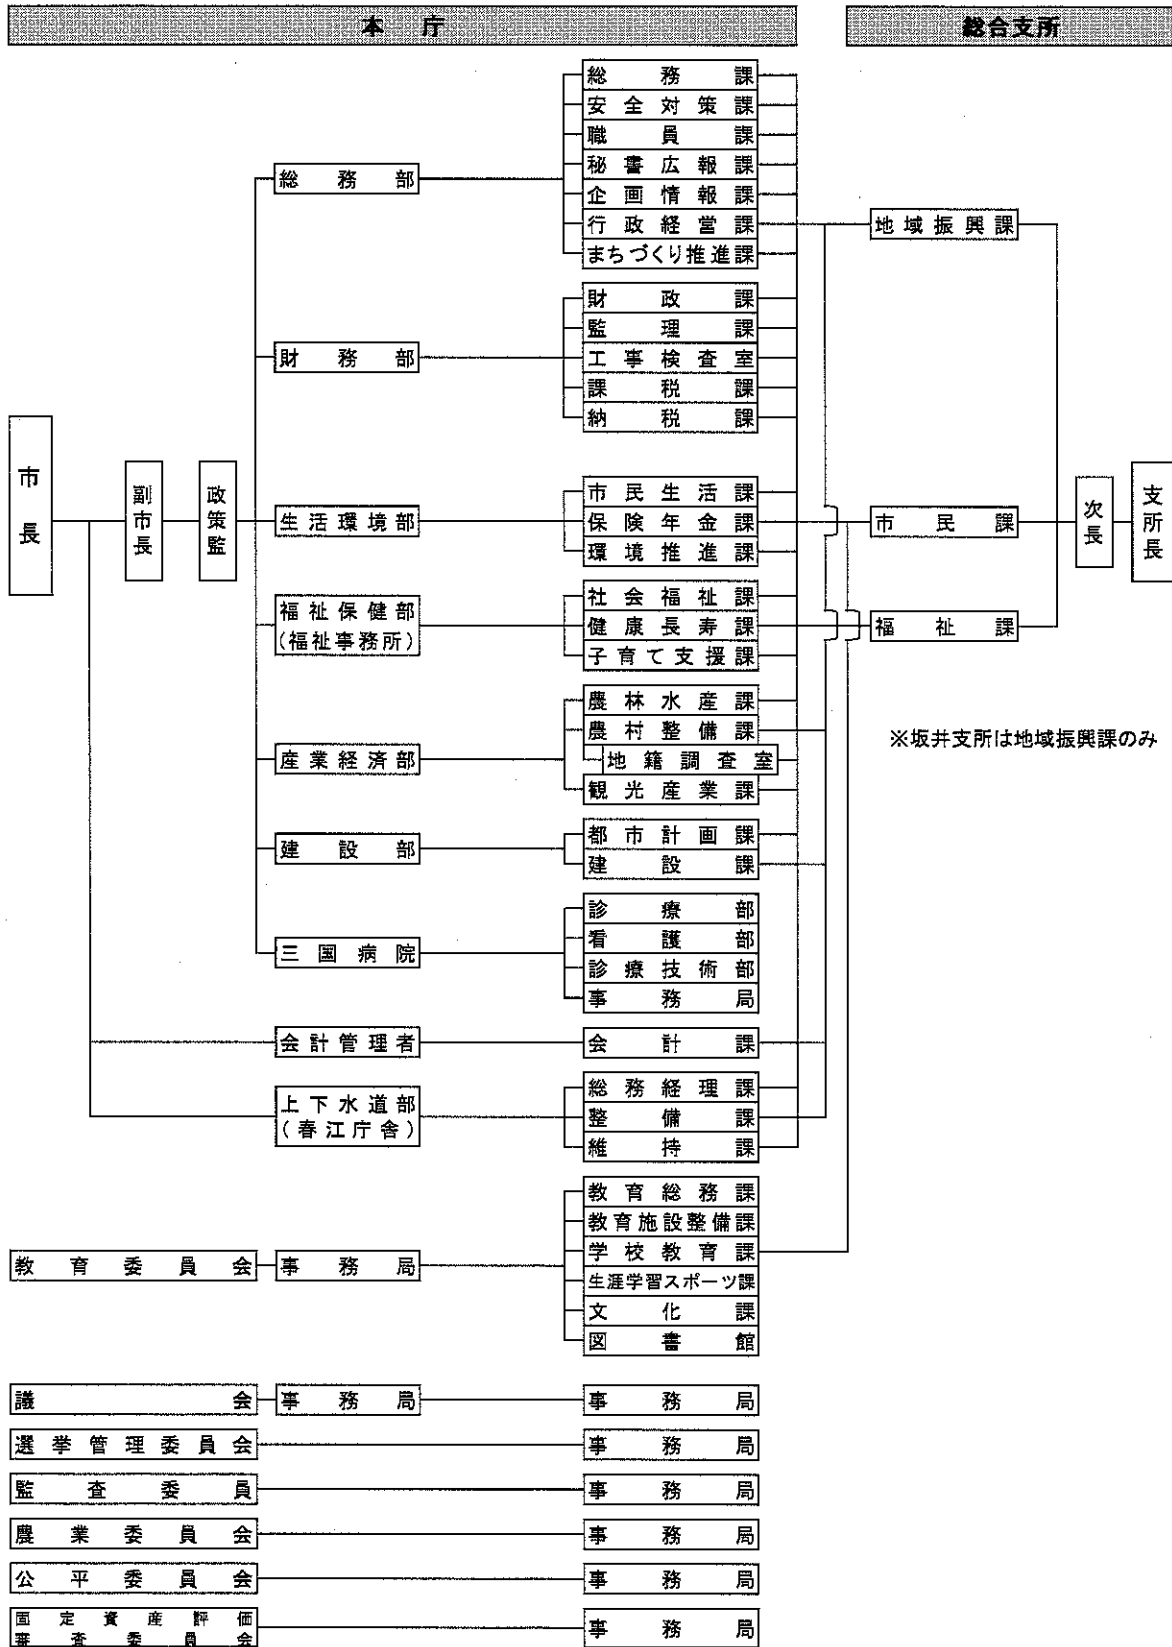 本庁
総合支所
総務課
安全対策課
職員課
秘書広報課
総務部
企画情報課
行政経営課
地域振興課
まちづくり推進課
財政課
監理課
財務部
工事検査室
課税課
納税課
市長
副市長
政策監
市民生活課
生活環境部
保険年金課
市民課
次長
支所長
環境推進課
福祉保健部
(福祉事務所)
社会福祉課
健康長寿課
福祉課
子育て支援課
農林水産課
農村整備課
※坂井支所は地域振興課のみ
産業経済部
地籍調査室
観光産業課
都市計画課
建設部
建設課
診療部
看護部
三国病院
診療技術部
事務局
会計管理者
会計課
上下水道部
(春江庁舎)
総務経理課
整備課
維持課
教育総務課
教育施設整備課
教育委員会
事務局
学校教育課
生涯学習スポーツ課
文化課
図書館
議会
事務局
事務局
選挙管理委員会
事務局
監査委員
事務局
農業委員会
事務局
公平委員会
事務局
固定資産評価
審査委員会
事務局